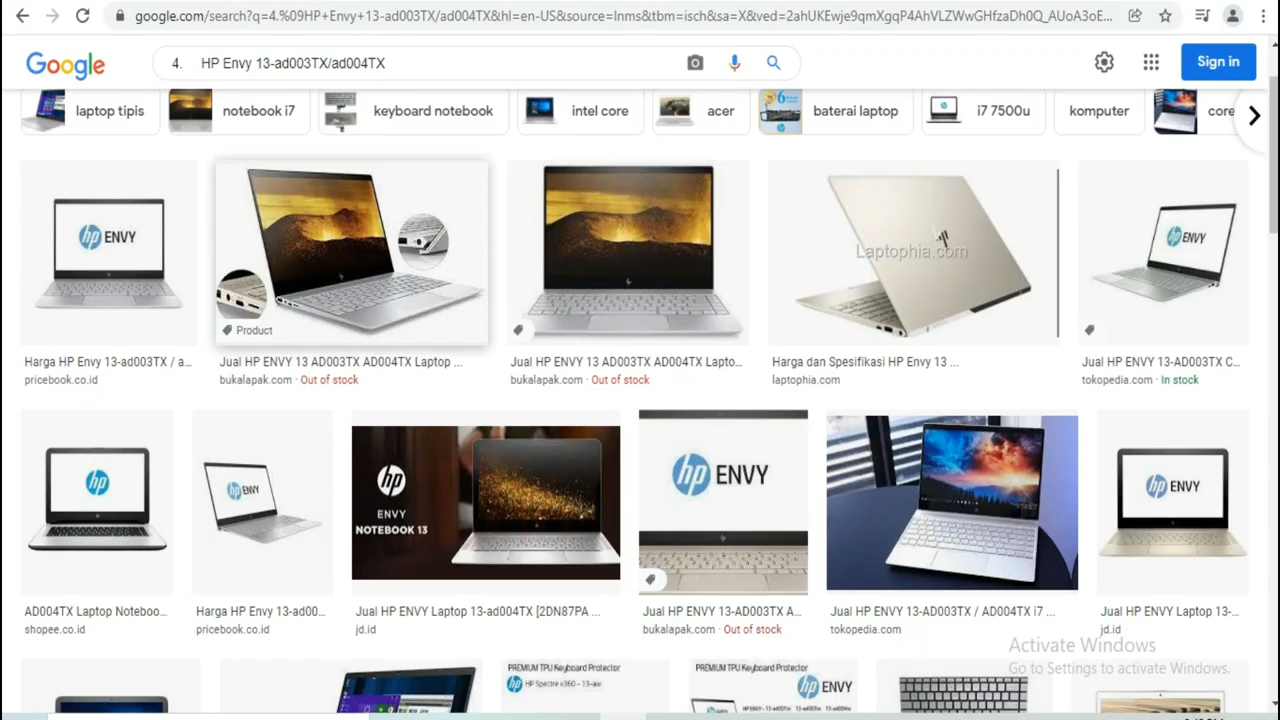 google.com/search?q=4.%09HP+Envy+13-ad003TX/ad004TX&hl=en-US&source=lnms&tbm=isch&sa=X&ved=2ahUKEwje9qmXgqP4AhVLZWwGHfzaDh0Q_AUoA3oE...
Google
4. HP Envy 13-ad003TX/ad004TX
Sign in
laptop tipis
notebook i7
keyboard notebook
intel core
acer
baterai laptop
i7 7500u
komputer
core
hp ENVY
Laptophia.com
hp ENVY
Product
Harga HP Envy 13-ad003TX / a...
pricebook.co.id
Jual HP ENVY 13 AD003TX AD004TX Laptop ...
bukalapak.com · Out of stock
Jual HP ENVY 13 AD003TX AD004TX Lapto...
bukalapak.com · Out of stock
Harga dan Spesifikasi HP Envy 13 ...
laptophia.com
Jual HP ENVY 13-AD003TX C...
tokopedia.com · In stock
hp
hp ENVY
hp
ENVY
NOTEBOOK 13
hp ENVY
hp ENVY
AD004TX Laptop Noteboo...
shopee.co.id
Harga HP Envy 13-ad00...
pricebook.co.id
Jual HP ENVY Laptop 13-ad004TX [2DN87PA ...
jd.id
Jual HP ENVY 13-AD003TX A...
bukalapak.com · Out of stock
Jual HP ENVY 13-AD003TX / AD004TX i7 ...
tokopedia.com
Jual HP ENVY Laptop 13-...
jd.id
Activate Windows
Go to Settings to activate Windows.
PREMIUM TPU Keyboard Protector
hp HP Spectre x360 - 13-aw
PREMIUM TPU Keyboard Protector
hp ENVY